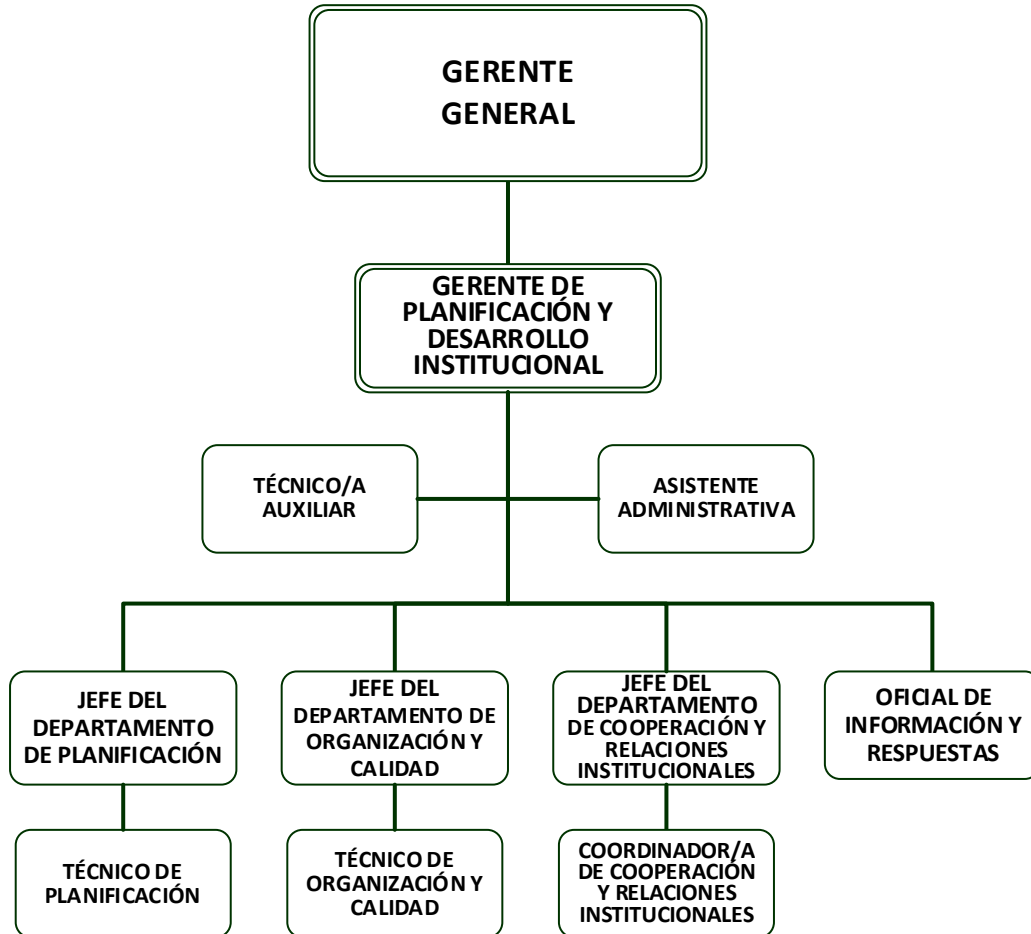 GERENTE
GENERAL
GERENTE DE
PLANIFICACIÓN Y
DESARROLLO
INSTITUCIONAL
TÉCNICO/A
AUXILIAR
ASISTENTE
ADMINISTRATIVA
JEFE DEL
DEPARTAMENTO
DE PLANIFICACIÓN
JEFE DEL
DEPARTAMENTO DE
ORGANIZACIÓN Y
CALIDAD
JEFE DEL
DEPARTAMENTO
DE COOPERACIÓN Y
RELACIONES
INSTITUCIONALES
OFICIAL DE
INFORMACIÓN Y
RESPUESTAS
TÉCNICO DE
PLANIFICACIÓN
TÉCNICO DE
ORGANIZACIÓN Y
CALIDAD
COORDINADOR/A
DE COOPERACIÓN
Y RELACIONES
INSTITUCIONALES